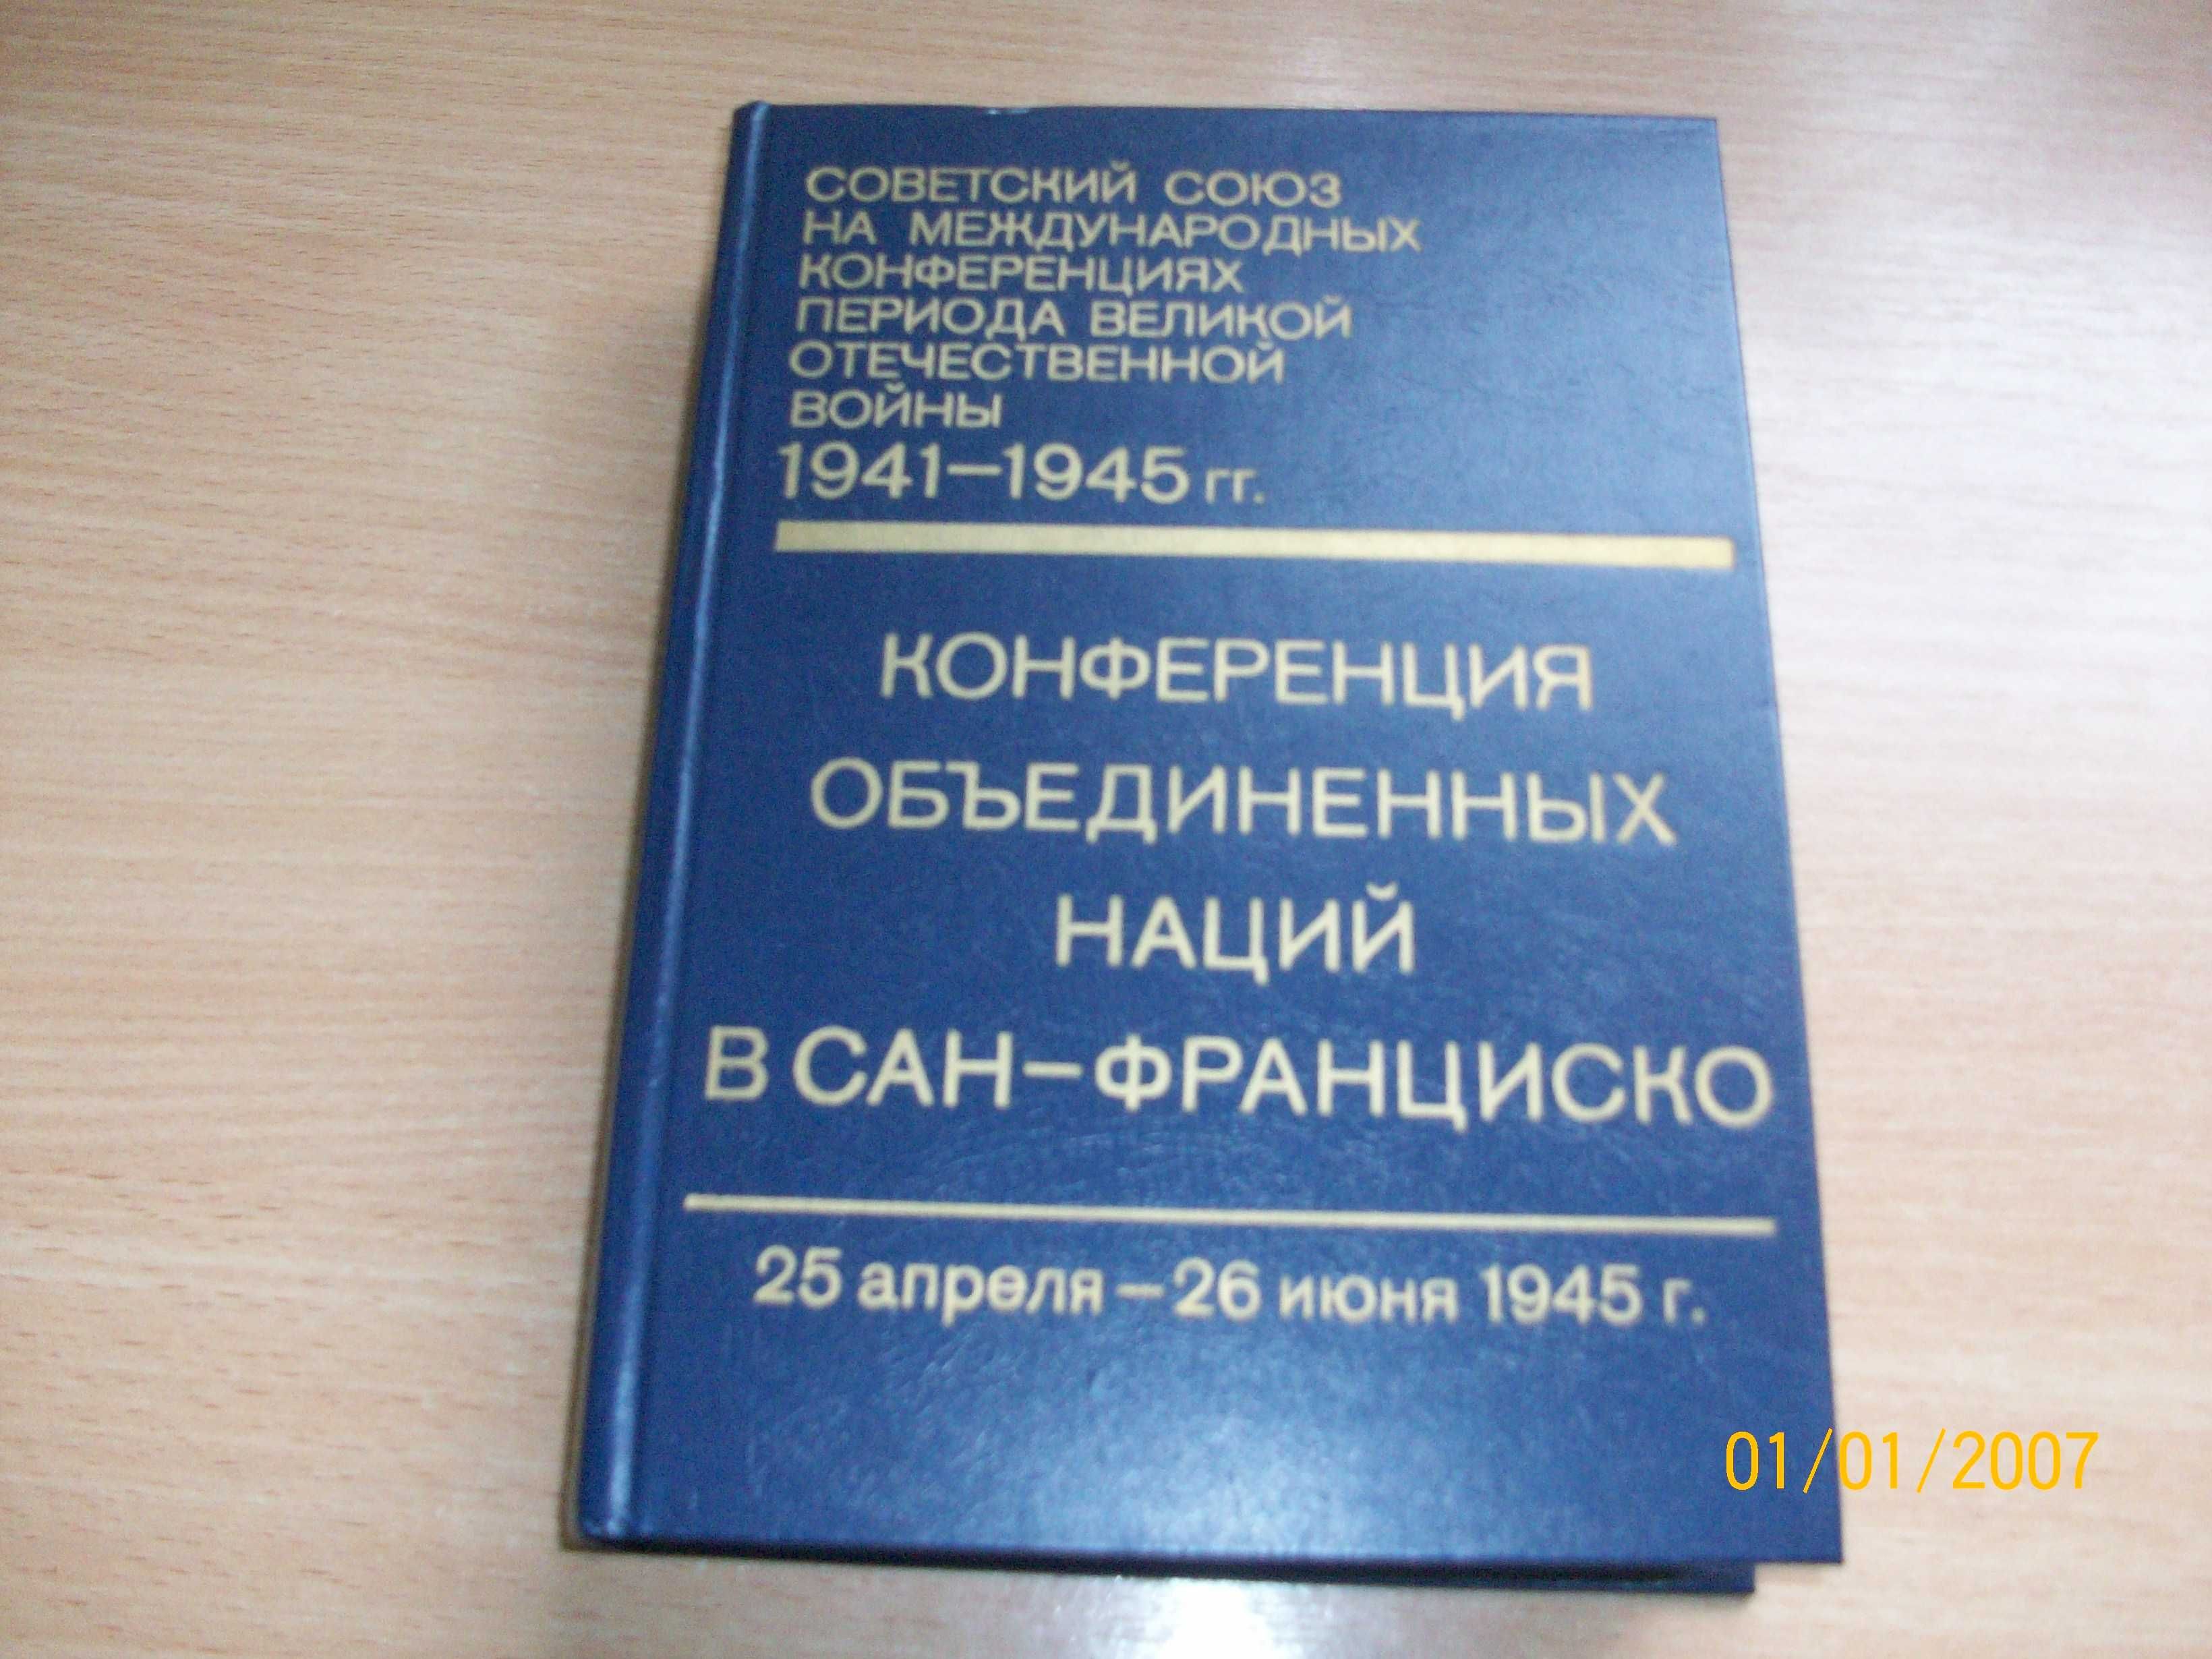 СОВЕТСКИЙ СОЮЗ
НА МЕЖДУНАРОДНЫХ
КОНФЕРЕНЦИЯХ
ПЕРИОДА ВЕЛИКОЙ
ОТЕЧЕСТВЕННОЙ
ВОЙНЫ
1941–1945 гг.
КОНФЕРЕНЦИЯ
ОБЪЕДИНЕННЫХ
НАЦИЙ
В САН–ФРАНЦИСКО
25 апреля – 26 июня 1945 г.
01/01/2007